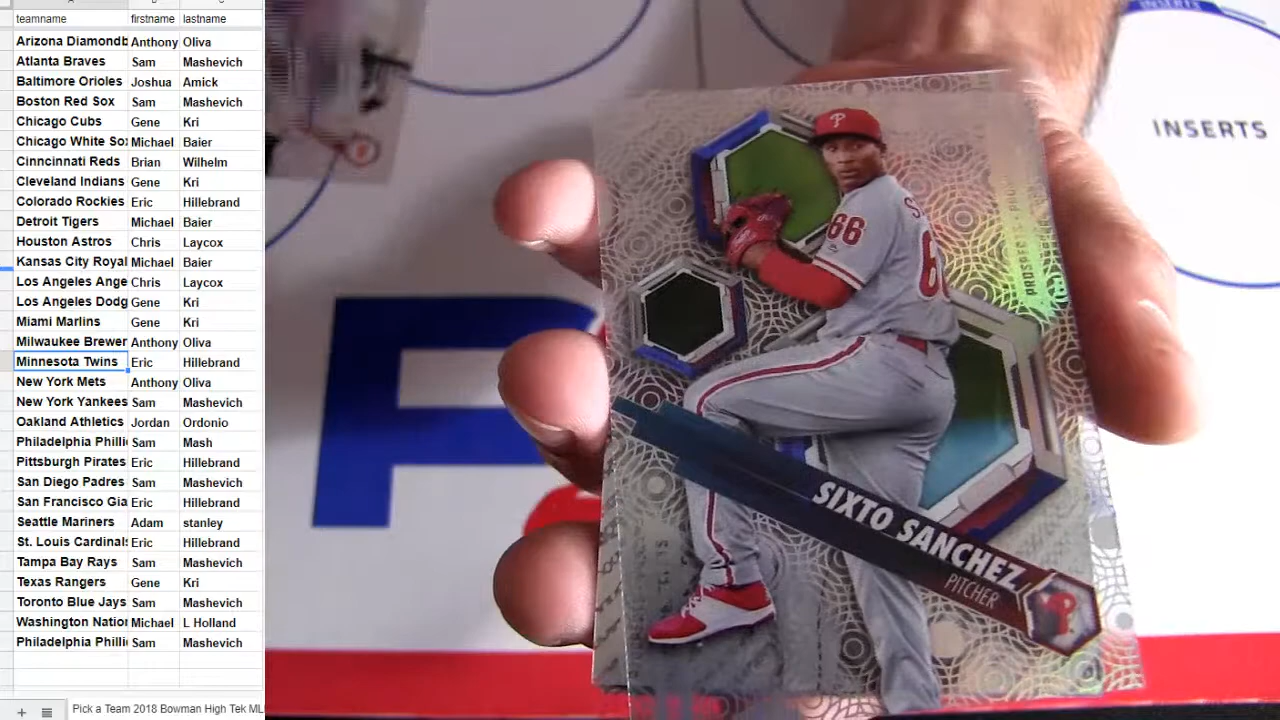 teamname firstname lastname
Arizona Diamondb Anthony Oliva
Atlanta Braves Sam Mashevich
Baltimore Orioles Joshua Amick
Boston Red Sox Sam Mashevich
Chicago Cubs Gene Kri
Chicago White Sox Michael Baier
Cinncinnati Reds Brian Wilhelm
Cleveland Indians Gene Kri
Colorado Rockies Eric Hillebrand
Detroit Tigers Michael Baier
Houston Astros Chris Laycox
Kansas City Royal Michael Baier
Los Angeles Ange Chris Laycox
Los Angeles Dodg Gene Kri
Miami Marlins Gene Kri
Milwaukee Brewer Anthony Oliva
Minnesota Twins Eric Hillebrand
New York Mets Anthony Oliva
New York Yankees Sam Mashevich
Oakland Athletics Jordan Ordonio
Philadelphia Philli Sam Mash
Pittsburgh Pirates Eric Hillebrand
San Diego Padres Sam Mashevich
San Francisco Gia Eric Hillebrand
Seattle Mariners Adam stanley
St. Louis Cardinals Eric Hillebrand
Tampa Bay Rays Sam Mashevich
Texas Rangers Gene Kri
Toronto Blue Jays Sam Mashevich
Washington Nation Michael L Holland
Philadelphia Philli Sam Mashevich
Pick a Team 2018 Bowman High Tek ML
INSERTS
INSERTS
P
66
PROSPECTS
SIXTO SANCHEZ
PITCHER
P